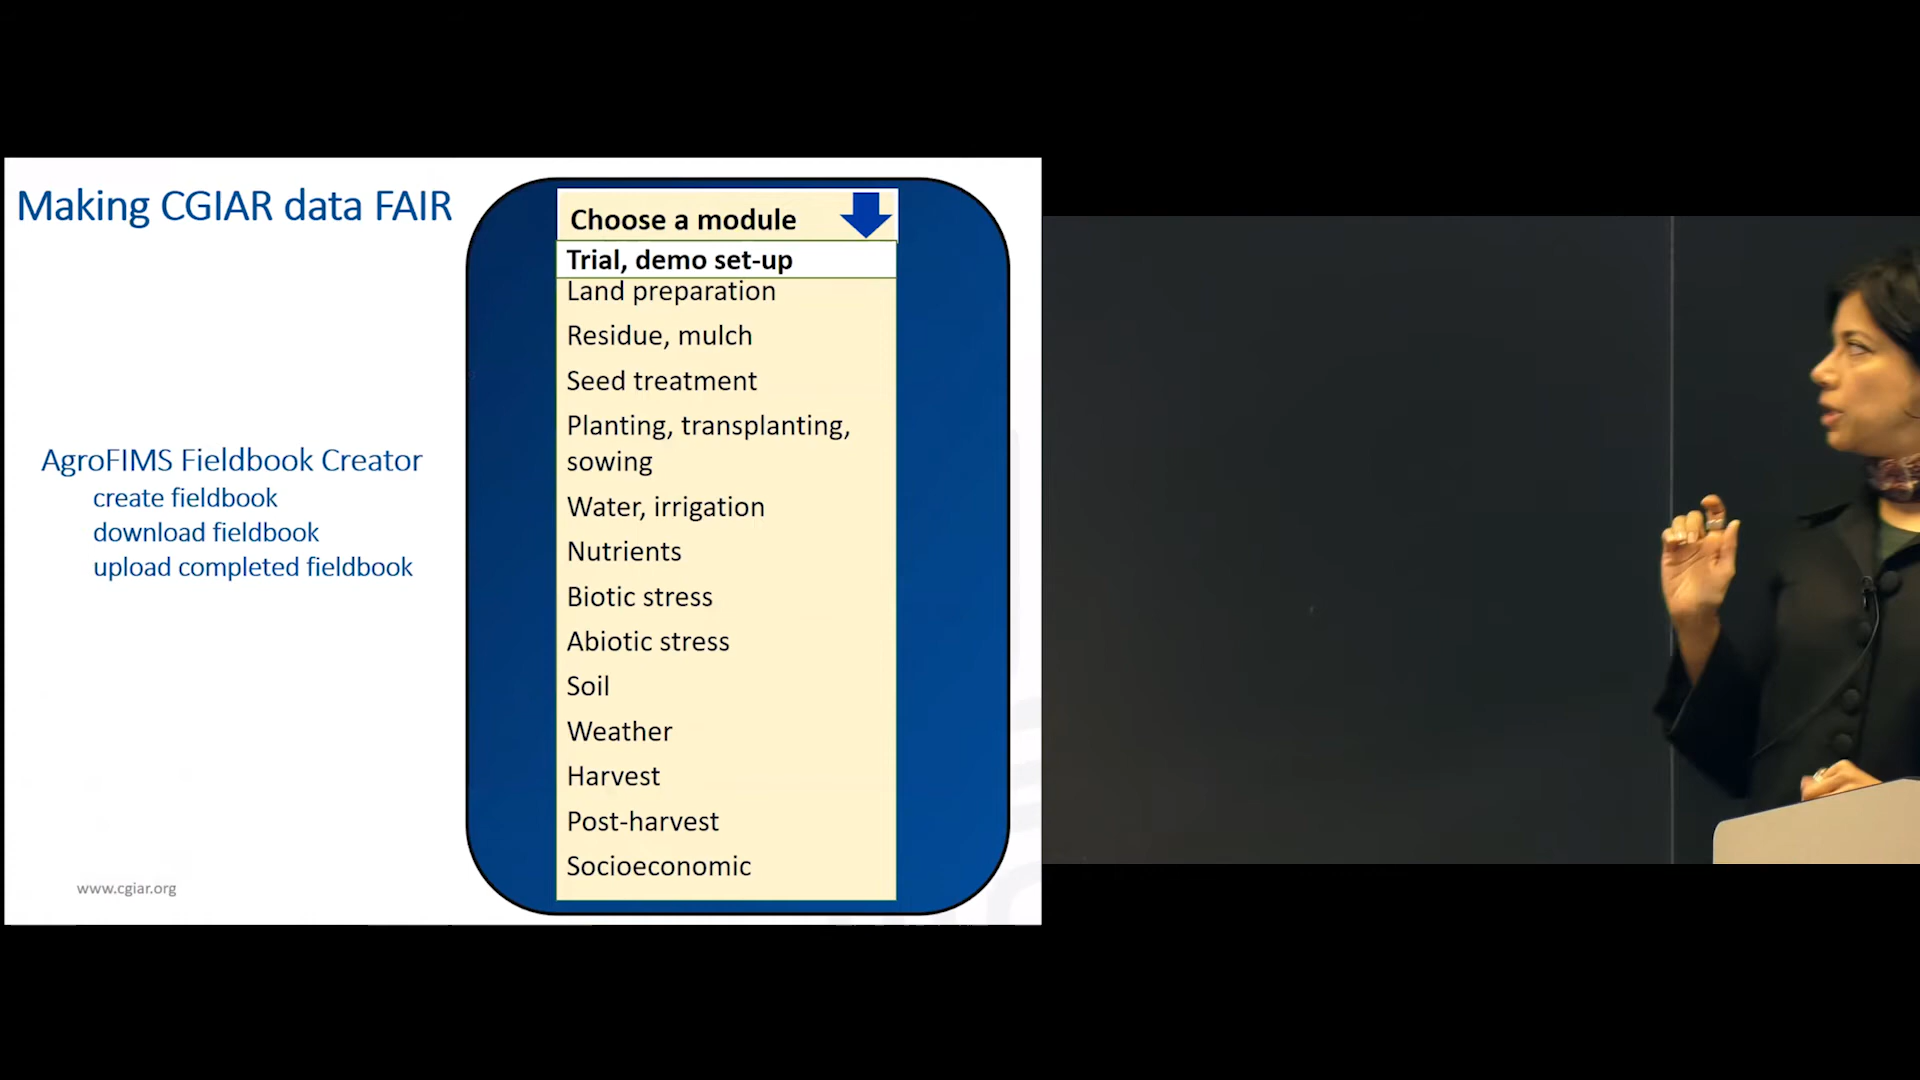 Making CGIAR data FAIR
AgroFIMS Fieldbook Creator
create fieldbook
download fieldbook
upload completed fieldbook
www.cgiar.org
Choose a module
Trial, demo set-up
Land preparation
Residue, mulch
Seed treatment
Planting, transplanting,
sowing
Water, irrigation
Nutrients
Biotic stress
Abiotic stress
Soil
Weather
Harvest
Post-harvest
Socioeconomic